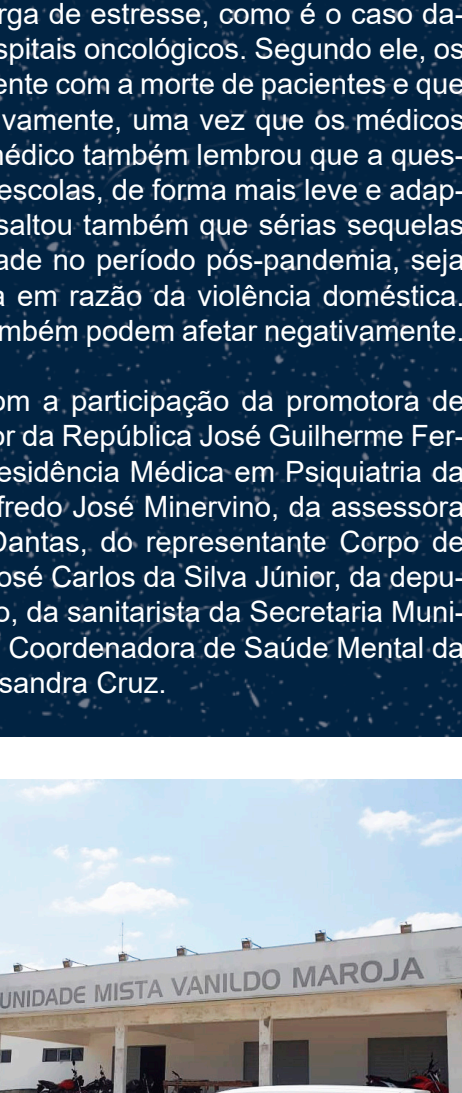 rga de estresse, como é o caso da-
spitais oncológicos. Segundo ele, os
ente com a morte de pacientes e que
vamente, uma vez que os médicos
nédico também lembrou que a ques-
escolas, de forma mais leve e adap-
saltou também que sérias sequelas
ade no período pós-pandemia, seja
a em razão da violência doméstica.
ambém podem afetar negativamente.
om a participação da promotora de
or da República José Guilherme Fer-
esidência Médica em Psiquiatria da
fredo José Minervino, da assessora
Dantas, do representante Corpo de
osé Carlos da Silva Júnior, da depu-
o, da sanitarista da Secretaria Muni-
Coordenadora de Saúde Mental da
sandra Cruz.
UNIDADE MISTA VANILDO MAROJA